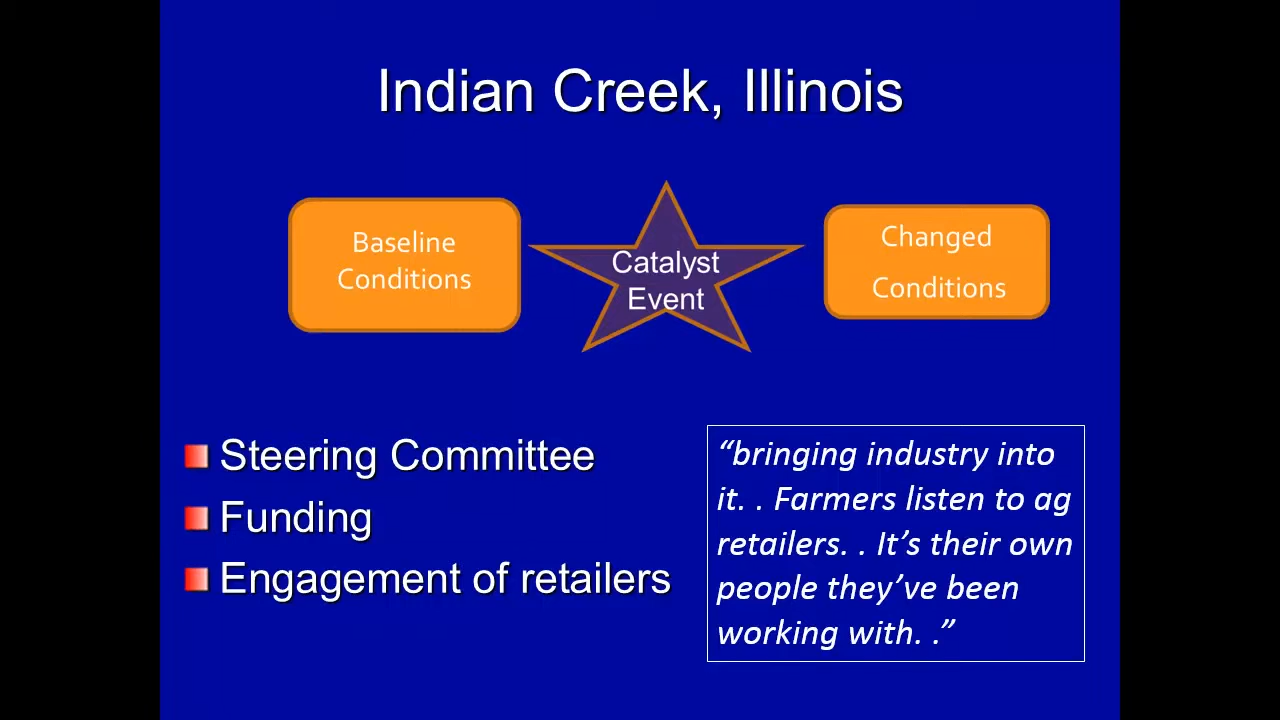 Indian Creek, Illinois
Baseline
Conditions
Catalyst
Event
Changed
Conditions
Steering Committee
Funding
Engagement of retailers
“bringing industry into
it. . Farmers listen to ag
retailers. . It’s their own
people they’ve been
working with. .”